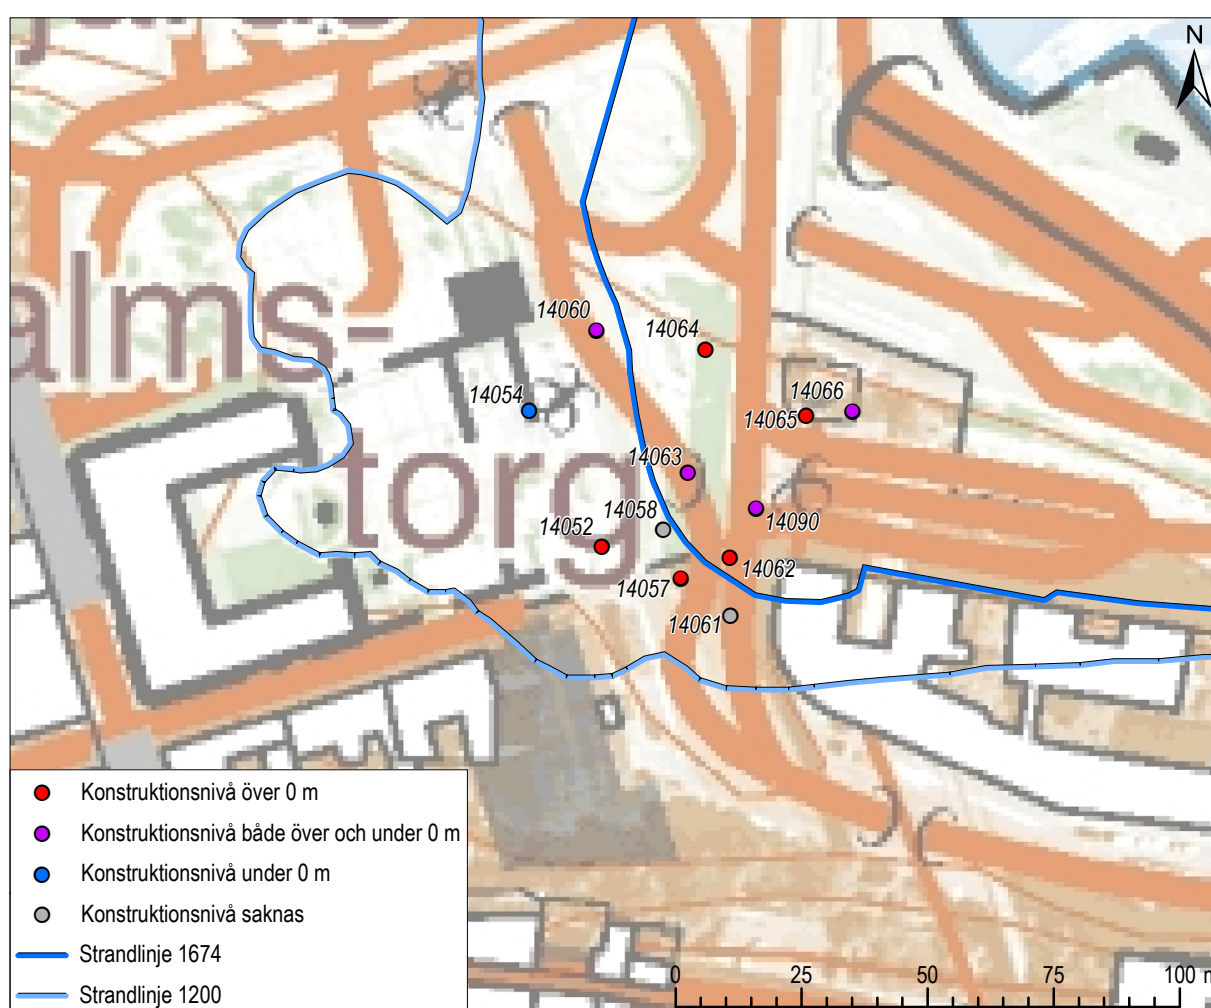 N
alms-
torg
14060
14064
14054
14066
14065
14063
14058
14052
14090
14062
14057
14061
Konstruktionsnivå över 0 m
Konstruktionsnivå både över och under 0 m
Konstruktionsnivå under 0 m
Konstruktionsnivå saknas
Strandlinje 1674
Strandlinje 1200
0 25 50 75 100 m